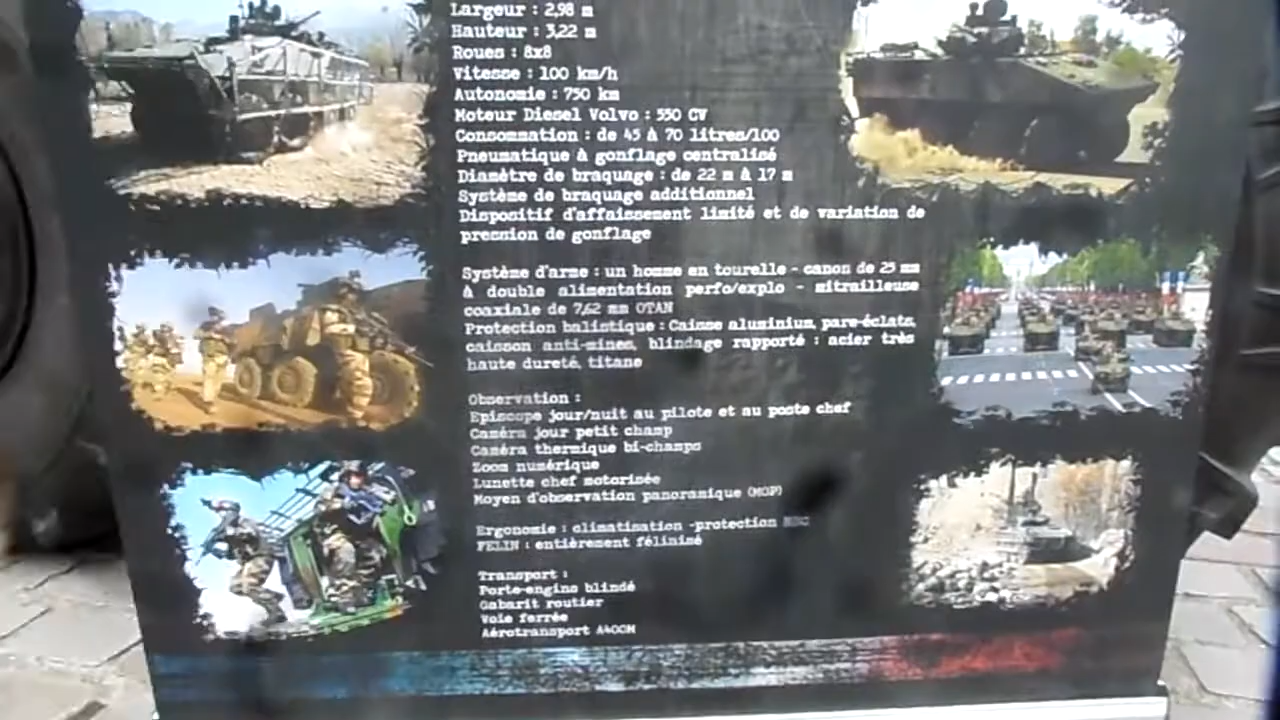 Largeur : 2,98 m
Hauteur : 3,22 m
Roues : 8x8
Vitesse : 100 km/h
Autonomie : 750 km
Moteur Diesel Volvo : 550 CV
Consommation : de 45 à 70 litres/100
Pneumatique à gonflage centralisé
Diamètre de braquage : de 22 m à 17 m
Système de braquage additionnel
Dispositif d'affaissement limité et de variation de
pression de gonflage
Système d'arme : un homme en tourelle - canon de 25 mm
à double alimentation perfo/explo - mitrailleuse
coaxiale de 7,62 mm OTAN
Protection balistique : Caisse aluminium, pare-éclats,
caisson anti-mines, blindage rapporté : acier très
haute dureté, titane
Observation :
Episcope jour/nuit au pilote et au poste chef
Caméra jour petit champ
Caméra thermique bi-champs
Zoom numérique
Lunette chef motorisée
Moyen d'observation panoramique (MOP)
Ergonomie : climatisation -protection
FELIN : entièrement félinisé
Transport :
Porte-engins blindé
Gabarit routier
Voie ferrée
Aérotransport A400M